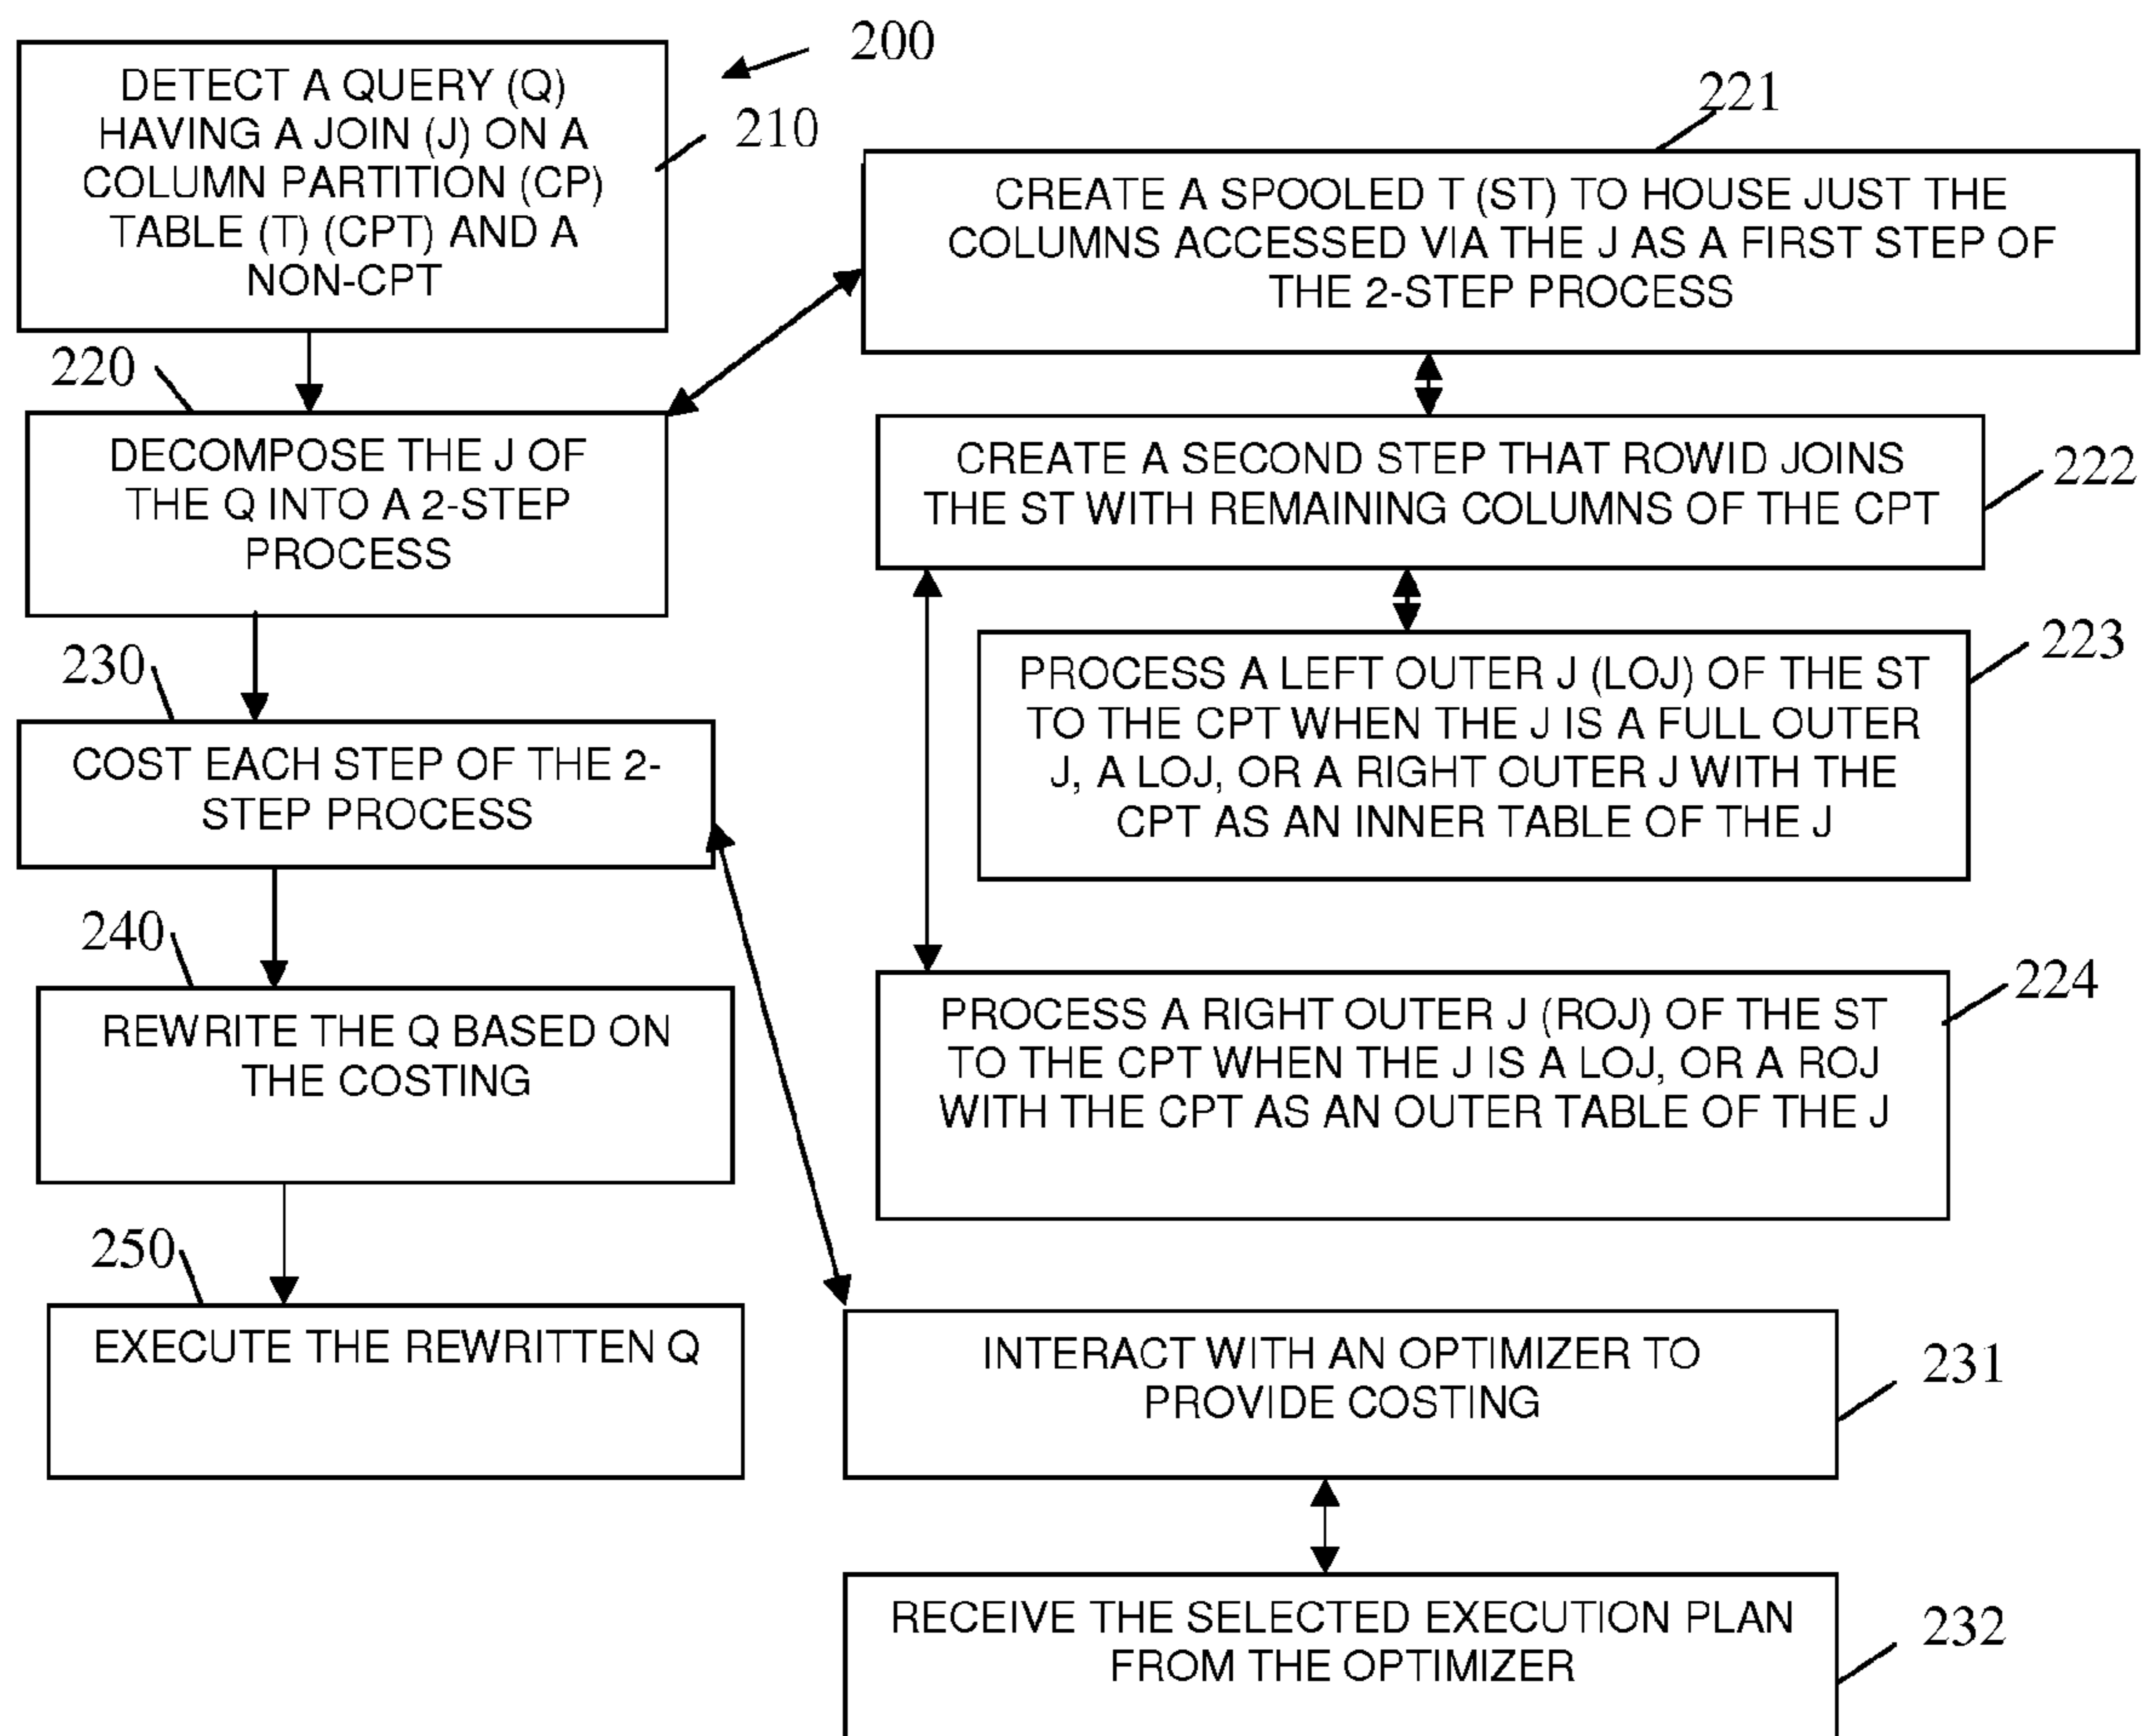 200
DETECT A QUERY (Q)
HAVING A JOIN (J) ON A
COLUMN PARTITION (CP)
TABLE (T) (CPT) AND A
NON-CPT
210
220
DECOMPOSE THE J OF
THE Q INTO A 2-STEP
PROCESS
230
COST EACH STEP OF THE 2-
STEP PROCESS
240
REWRITE THE Q BASED ON
THE COSTING
250
EXECUTE THE REWRITTEN Q
221
CREATE A SPOOLED T (ST) TO HOUSE JUST THE
COLUMNS ACCESSED VIA THE J AS A FIRST STEP OF
THE 2-STEP PROCESS
CREATE A SECOND STEP THAT ROWID JOINS
THE ST WITH REMAINING COLUMNS OF THE CPT
222
PROCESS A LEFT OUTER J (LOJ) OF THE ST
TO THE CPT WHEN THE J IS A FULL OUTER
J, A LOJ, OR A RIGHT OUTER J WITH THE
CPT AS AN INNER TABLE OF THE J
223
PROCESS A RIGHT OUTER J (ROJ) OF THE ST
TO THE CPT WHEN THE J IS A LOJ, OR A ROJ
WITH THE CPT AS AN OUTER TABLE OF THE J
224
INTERACT WITH AN OPTIMIZER TO
PROVIDE COSTING
231
RECEIVE THE SELECTED EXECUTION PLAN
FROM THE OPTIMIZER
232